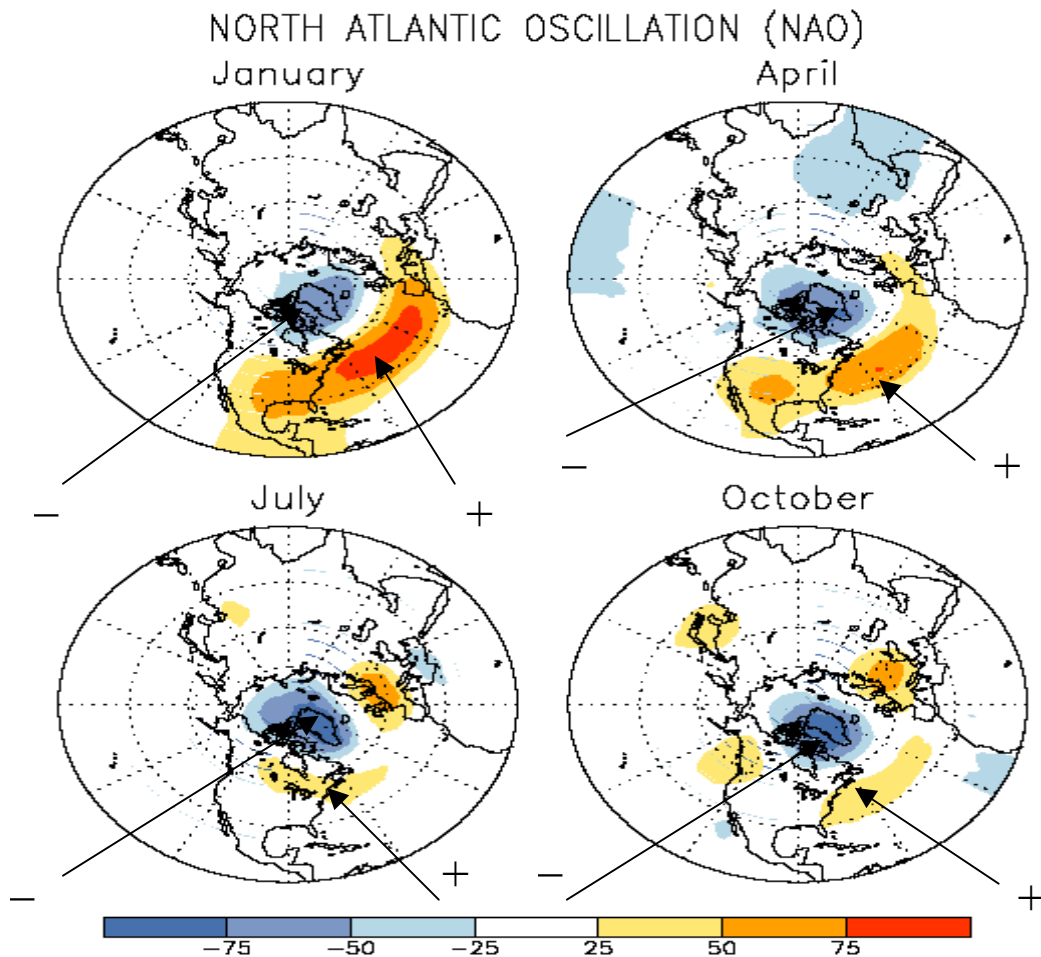 NORTH ATLANTIC OSCILLATION (NAO)
January April
− +
− +
July October
− +
− +
−75 −50 −25 25 50 75